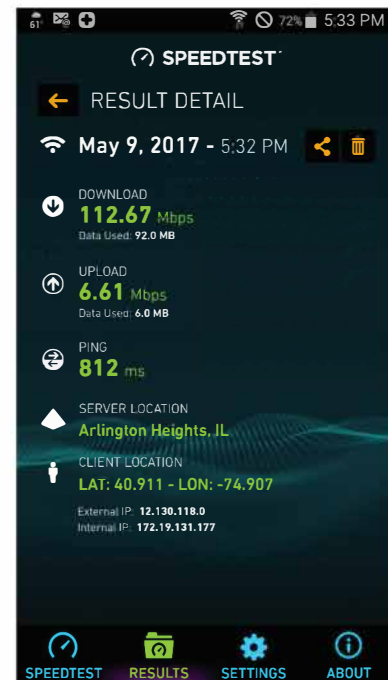 61° 72% 5:33 PM
SPEEDTEST
RESULT DETAIL
May 9, 2017 - 5:32 PM
DOWNLOAD
112.67 Mbps
Data Used: 92.0 MB
UPLOAD
6.61 Mbps
Data Used: 6.0 MB
PING
812 ms
SERVER LOCATION
Arlington Heights, IL
CLIENT LOCATION
LAT: 40.911 - LON: -74.907
External IP: 12.130.118.0
Internal IP: 172.19.131.177
SPEEDTEST RESULTS SETTINGS ABOUT